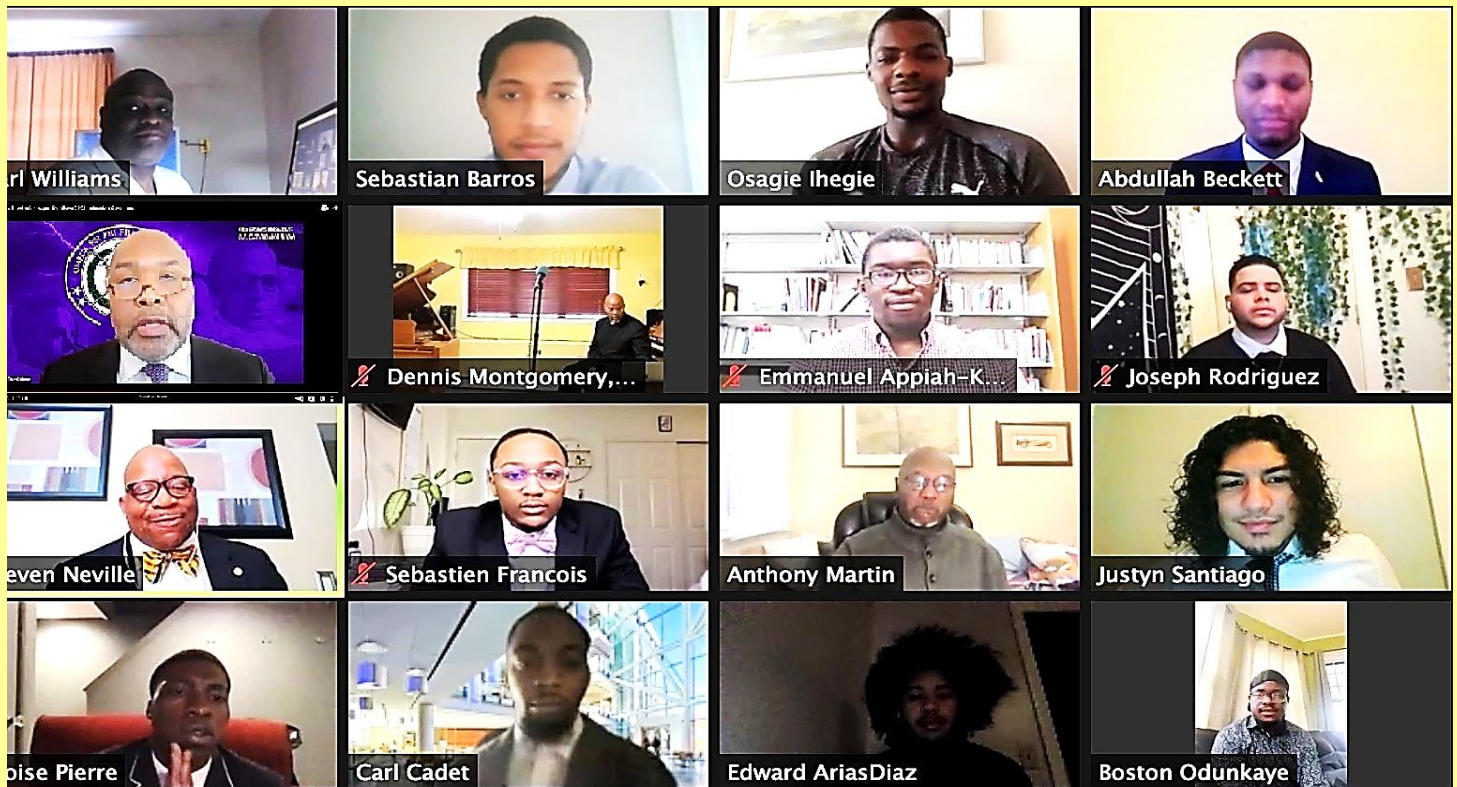 rl Williams
Sebastian Barros
Osagie Ihegie
Abdullah Beckett
Dennis Montgomery,...
Emmanuel Appiah-K...
Joseph Rodriguez
even Neville
Sebastien Francois
Anthony Martin
Justyn Santiago
oise Pierre
Carl Cadet
Edward AriasDiaz
Boston Odunkaye